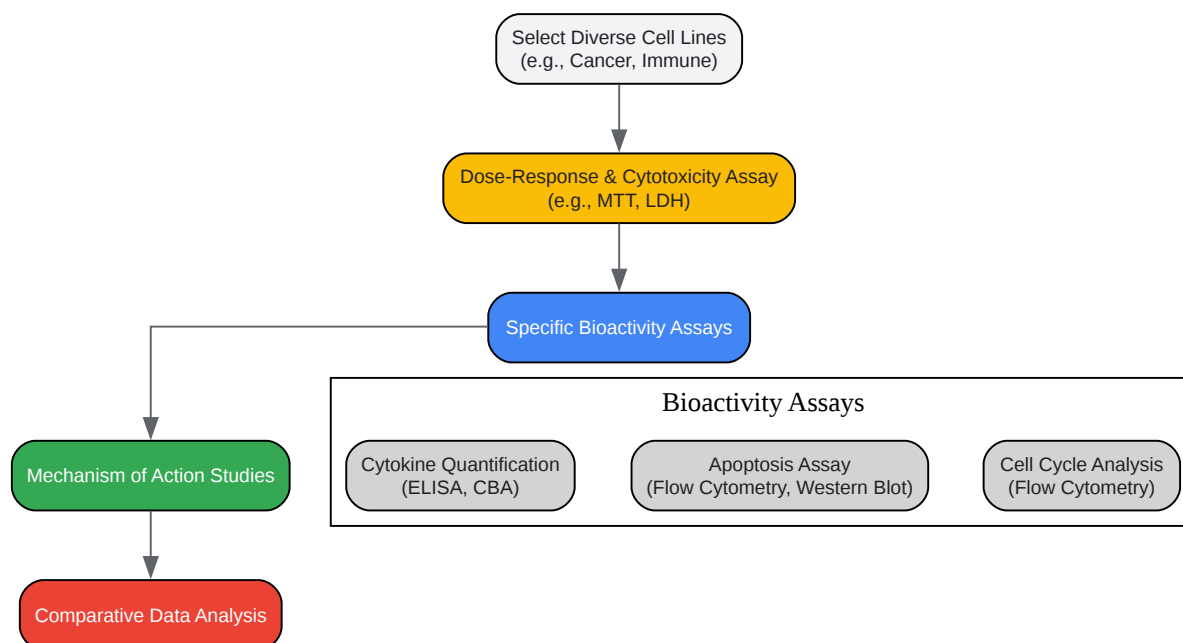 Select Diverse Cell Lines
(e.g., Cancer, Immune)
Dose-Response & Cytotoxicity Assay
(e.g., MTT, LDH)
Specific Bioactivity Assays
Bioactivity Assays
Mechanism of Action Studies
Cytokine Quantification
(ELISA, CBA)
Apoptosis Assay
(Flow Cytometry, Western Blot)
Cell Cycle Analysis
(Flow Cytometry)
Comparative Data Analysis